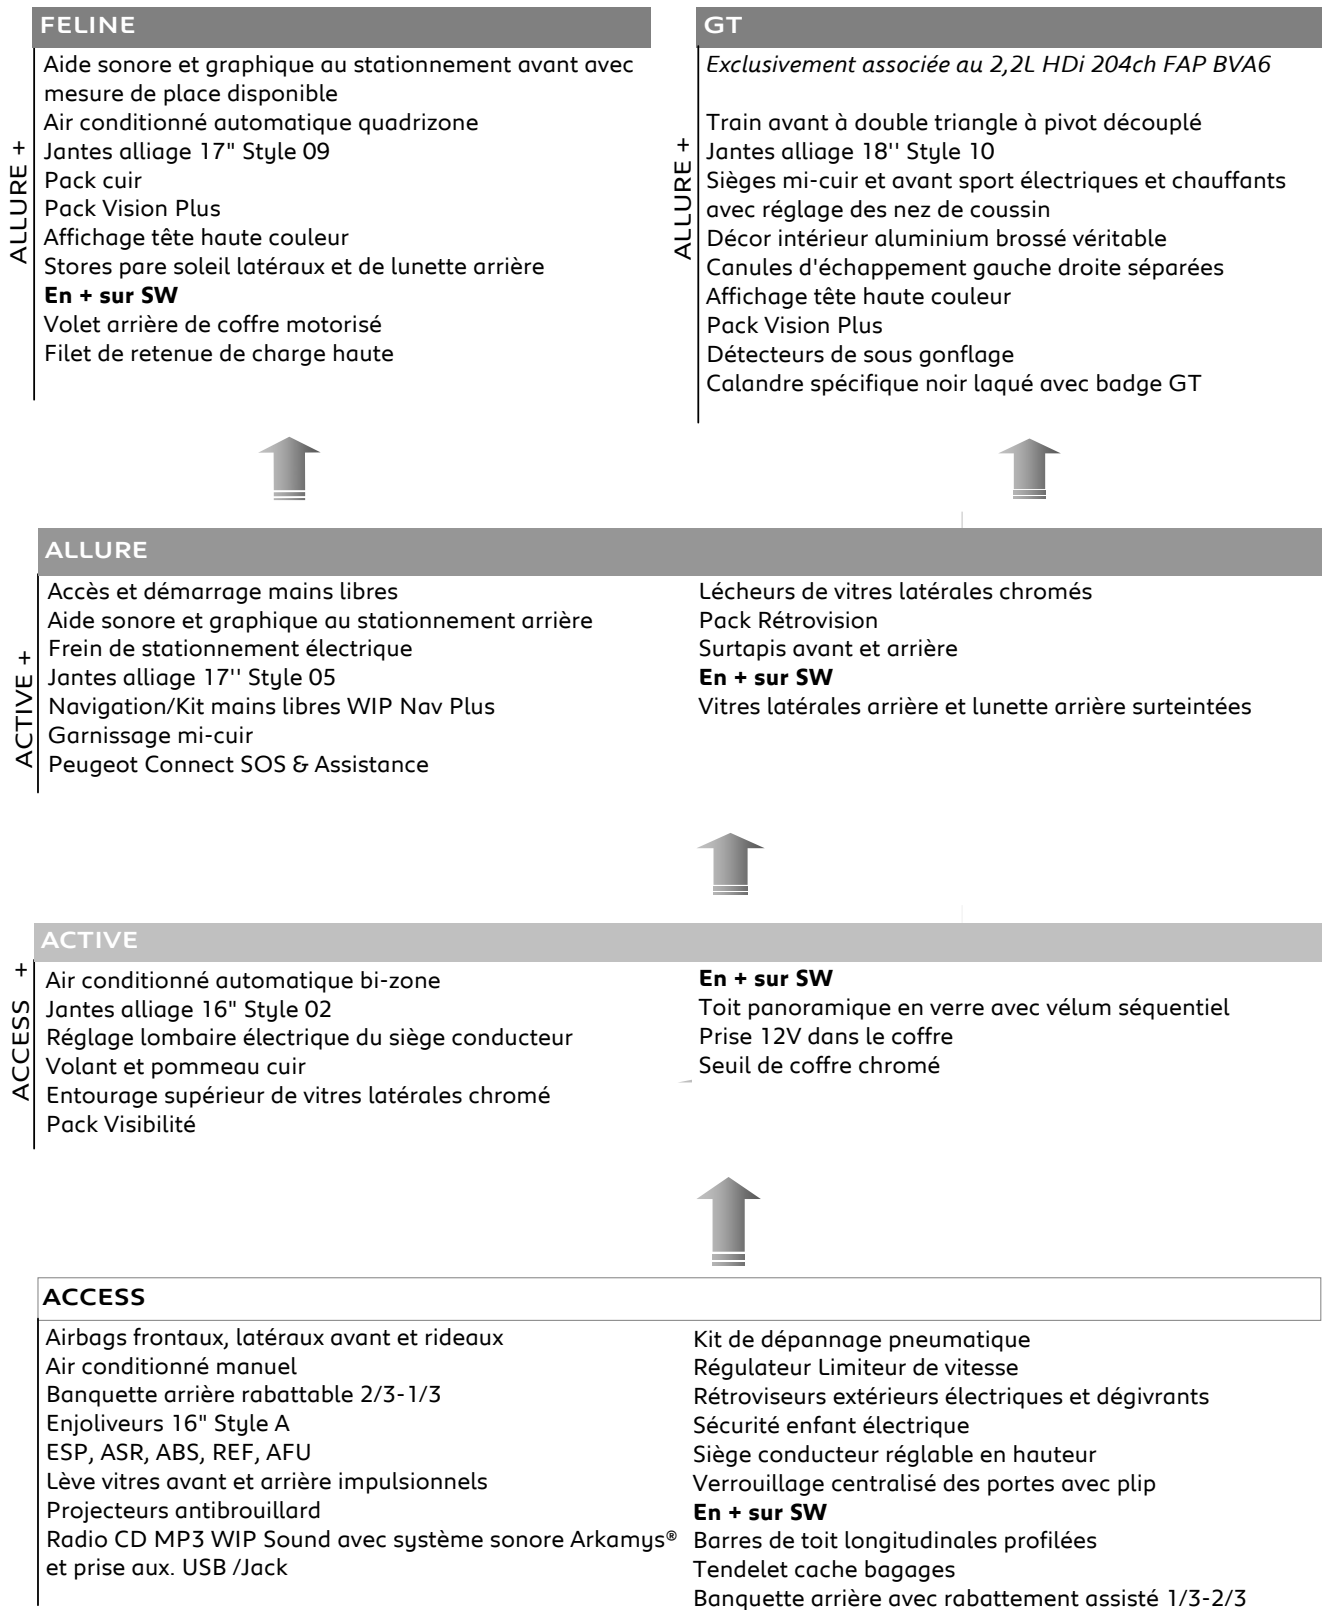 FELINE
ALLURE +
Aide sonore et graphique au stationnement avant avec
mesure de place disponible
Air conditionné automatique quadrizone
Jantes alliage 17" Style 09
Pack cuir
Pack Vision Plus
Affichage tête haute couleur
Stores pare soleil latéraux et de lunette arrière
En + sur SW
Volet arrière de coffre motorisé
Filet de retenue de charge haute
GT
ALLURE +
Exclusivement associée au 2,2L HDi 204ch FAP BVA6
Train avant à double triangle à pivot découplé
Jantes alliage 18'' Style 10
Sièges mi-cuir et avant sport électriques et chauffants
avec réglage des nez de coussin
Décor intérieur aluminium brossé véritable
Canules d'échappement gauche droite séparées
Affichage tête haute couleur
Pack Vision Plus
Détecteurs de sous gonflage
Calandre spécifique noir laqué avec badge GT
ALLURE
ACTIVE +
Accès et démarrage mains libres
Aide sonore et graphique au stationnement arrière
Frein de stationnement électrique
Jantes alliage 17'' Style 05
Navigation/Kit mains libres WIP Nav Plus
Garnissage mi-cuir
Peugeot Connect SOS & Assistance
Lécheurs de vitres latérales chromés
Pack Rétrovision
Surtapis avant et arrière
En + sur SW
Vitres latérales arrière et lunette arrière surteintées
ACTIVE
ACCESS +
Air conditionné automatique bi-zone
Jantes alliage 16" Style 02
Réglage lombaire électrique du siège conducteur
Volant et pommeau cuir
Entourage supérieur de vitres latérales chromé
Pack Visibilité
En + sur SW
Toit panoramique en verre avec vélum séquentiel
Prise 12V dans le coffre
Seuil de coffre chromé
ACCESS
Airbags frontaux, latéraux avant et rideaux
Air conditionné manuel
Banquette arrière rabattable 2/3-1/3
Enjoliveurs 16" Style A
ESP, ASR, ABS, REF, AFU
Lève vitres avant et arrière impulsionnels
Projecteurs antibrouillard
Radio CD MP3 WIP Sound avec système sonore Arkamys®
et prise aux. USB /Jack
Kit de dépannage pneumatique
Régulateur Limiteur de vitesse
Rétroviseurs extérieurs électriques et dégivrants
Sécurité enfant électrique
Siège conducteur réglable en hauteur
Verrouillage centralisé des portes avec plip
En + sur SW
Barres de toit longitudinales profilées
Tendelet cache bagages
Banquette arrière avec rabattement assisté 1/3-2/3